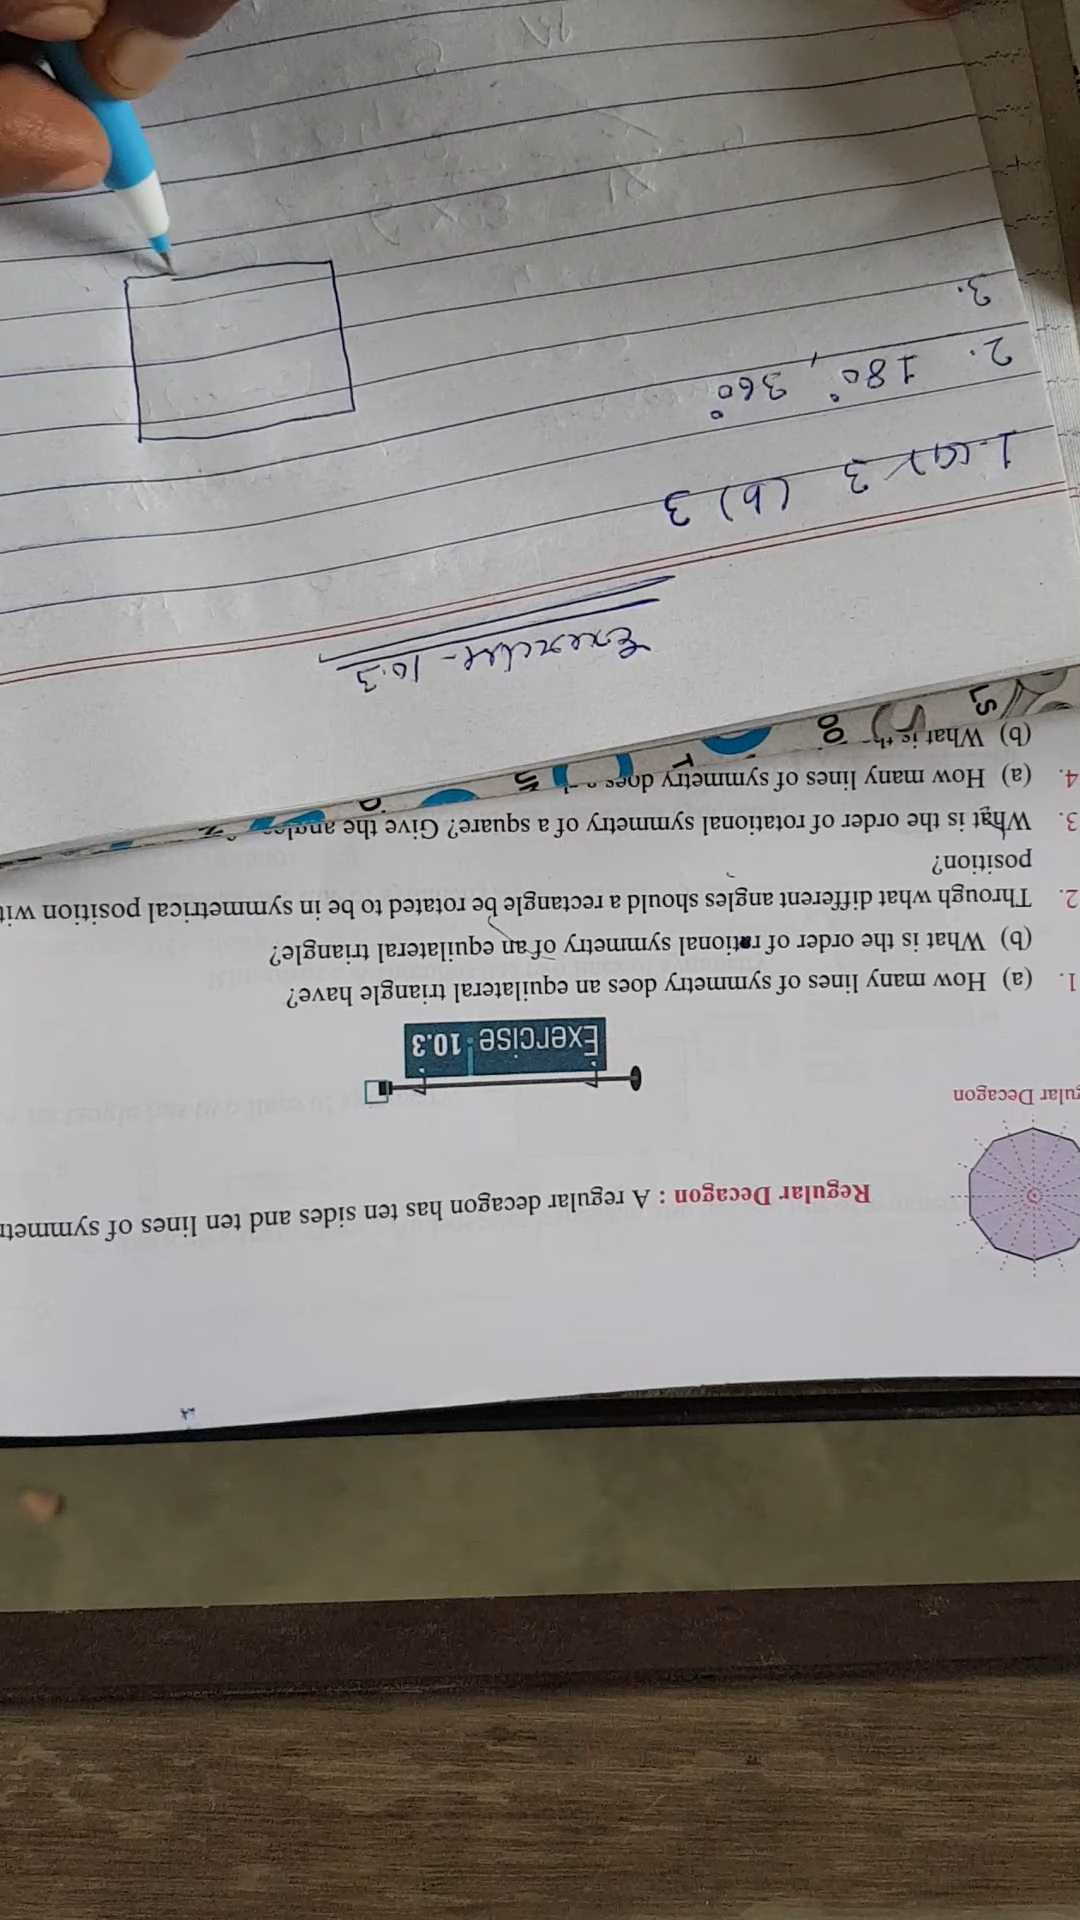 Regular Decagon : A regular decagon has ten sides and ten lines of symmetr
Decagon
Exercise 10.3
1. (a) How many lines of symmetry does an equilateral triangle have?
(b) What is the order of rational symmetry of an equilateral triangle?
2. Through what different angles should a rectangle be rotated to be in symmetrical position wit
position?
3. What is the order of rotational symmetry of a square? Give the angles
4. (a) How many lines of symmetry does
(b) What is th
10.3
1. (a) 3 (b) 3
2. 180°, 360°
3.